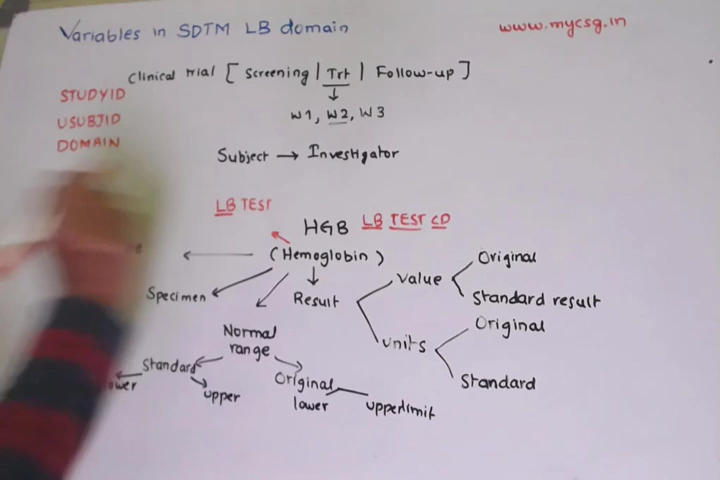 Variables in SDTM LB domain
www.mycsg.in
Clinical trial [ Screening | Trt | Follow-up ]
STUDYID
USUBJID
DOMAIN
W1, W2, W3
Subject → Investigator
LB TEST
HGB LB TEST CD
(Hemoglobin)
Specimen
Result
Value
Original
Standard result
units
Original
Standard
Normal
range
Standard
upper
Original
lower
upperlimit